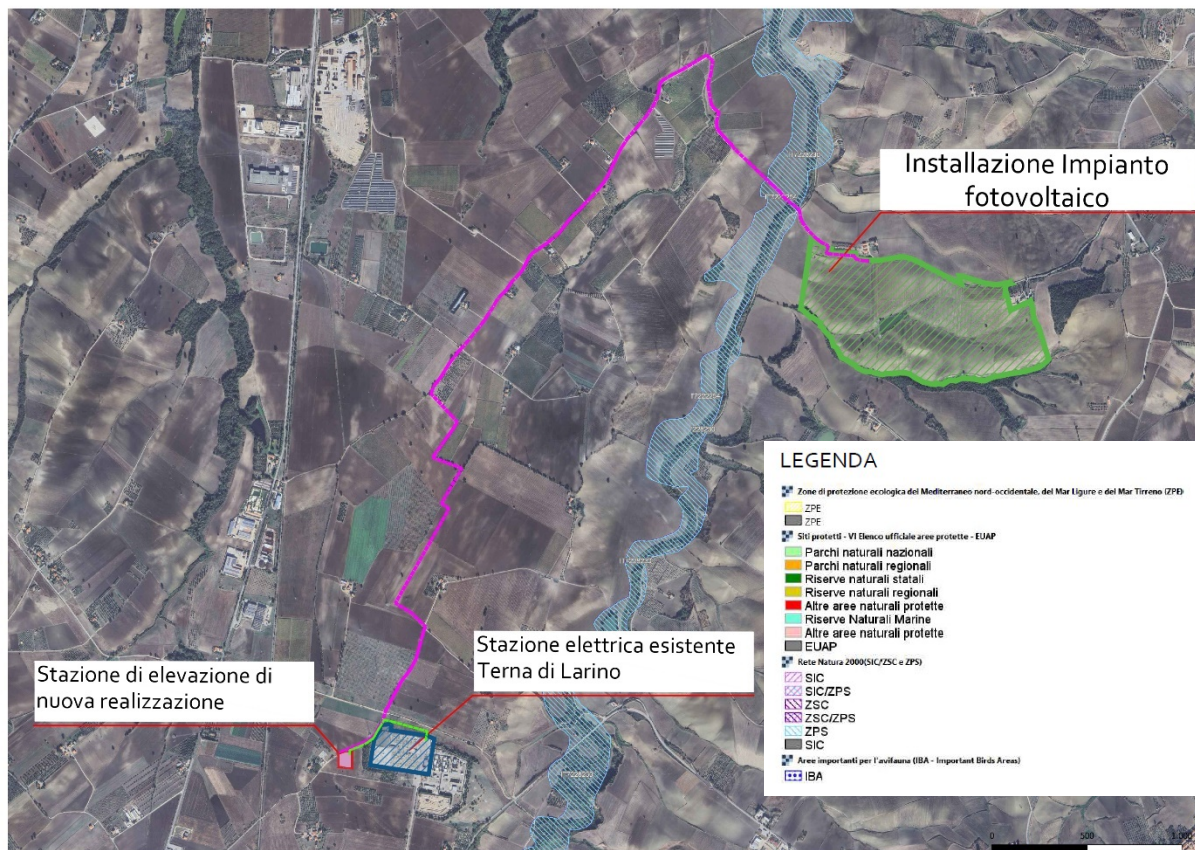 Installazione Impianto
fotovoltaico
LEGENDA
Zone di protezione ecologica del Mediterraneo nord-occidentale, del Mar Ligure e del Mar Tirreno (ZPE)
ZPE
ZPE
Siti protetti - VI Elenco ufficiale aree protette - EUAP
Parchi naturali nazionali
Parchi naturali regionali
Riserve naturali statali
Riserve naturali regionali
Altre aree naturali protette
Riserve Naturali Marine
Altre aree naturali protette
EUAP
Rete Natura 2000(SIC/ZSC e ZPS)
SIC
SIC/ZPS
ZSC
ZSC/ZPS
ZPS
SIC
Aree importanti per l'avifauna (IBA - Important Birds Areas)
IBA
Stazione elettrica esistente
Terna di Larino
Stazione di elevazione di
nuova realizzazione
0 500